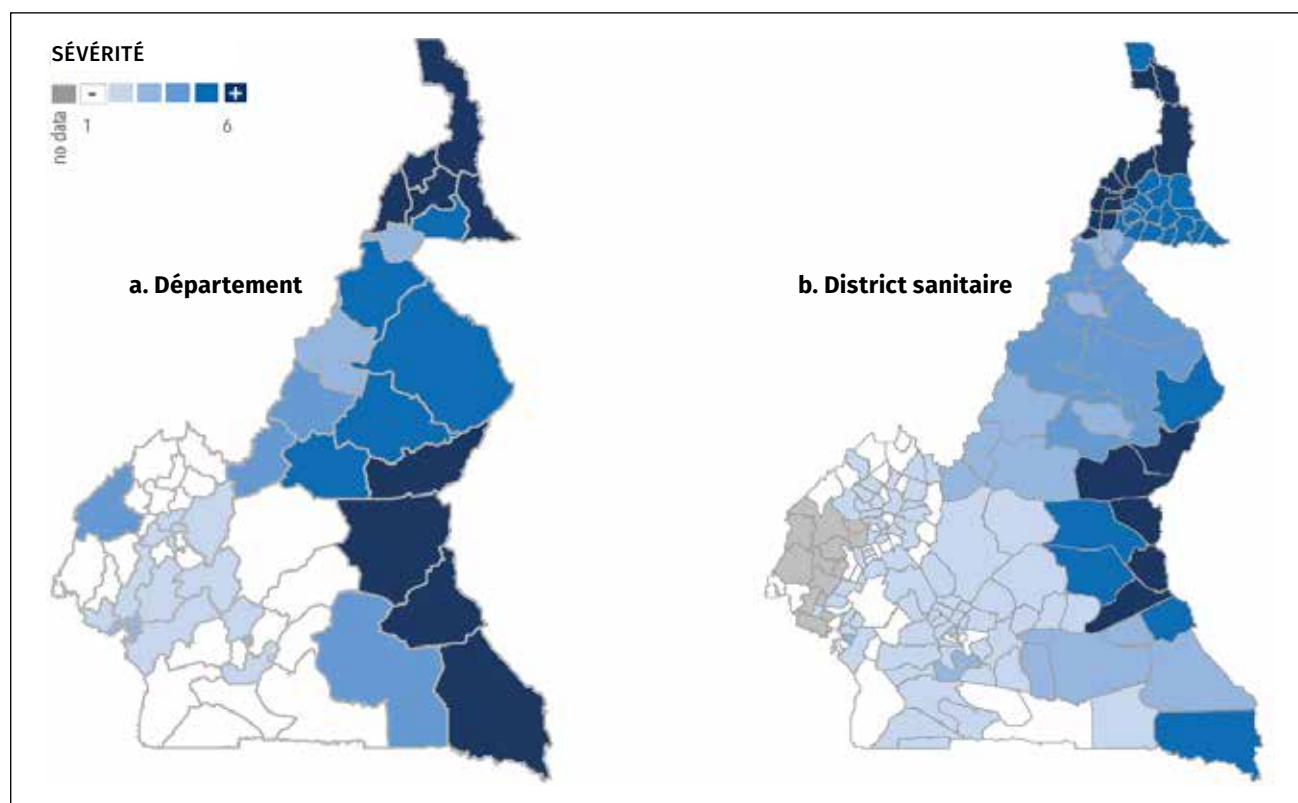 SÉVÉRITÉ
- +
no data 1 6
a. Département
b. District sanitaire